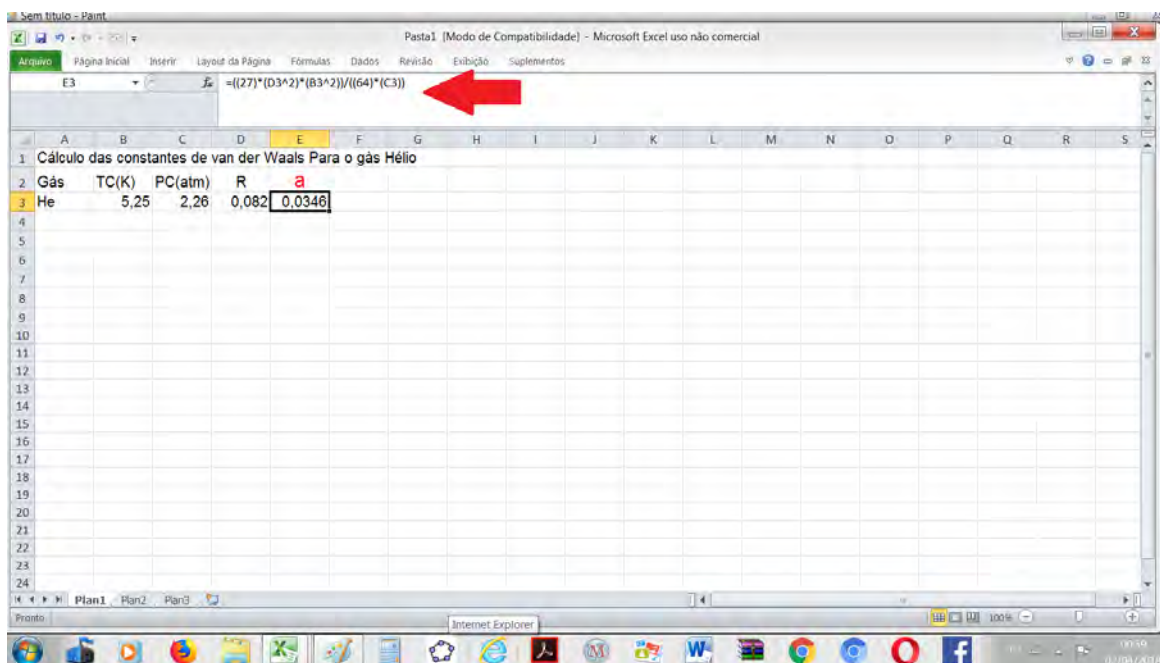 Sem título - Paint
Pasta1 [Modo de Compatibilidade] - Microsoft Excel uso não comercial
Arquivo Página Inicial Inserir Layout da Página Fórmulas Dados Revisão Exibição Suplementos
E3 fx =((27)*(D3^2)*(B3^2))/((64)*(C3))
A B C D E F G H I J K L M N O P Q R S
1 Cálculo das constantes de van der Waals Para o gàs Hélio
2 Gás TC(K) PC(atm) R a
3 He 5,25 2,26 0,082 0,0346
4
5
6
7
8
9
10
11
12
13
14
15
16
17
18
19
20
21
22
23
24
Plan1 Plan2 Plan3
Pronto 100%
Internet Explorer
00:59